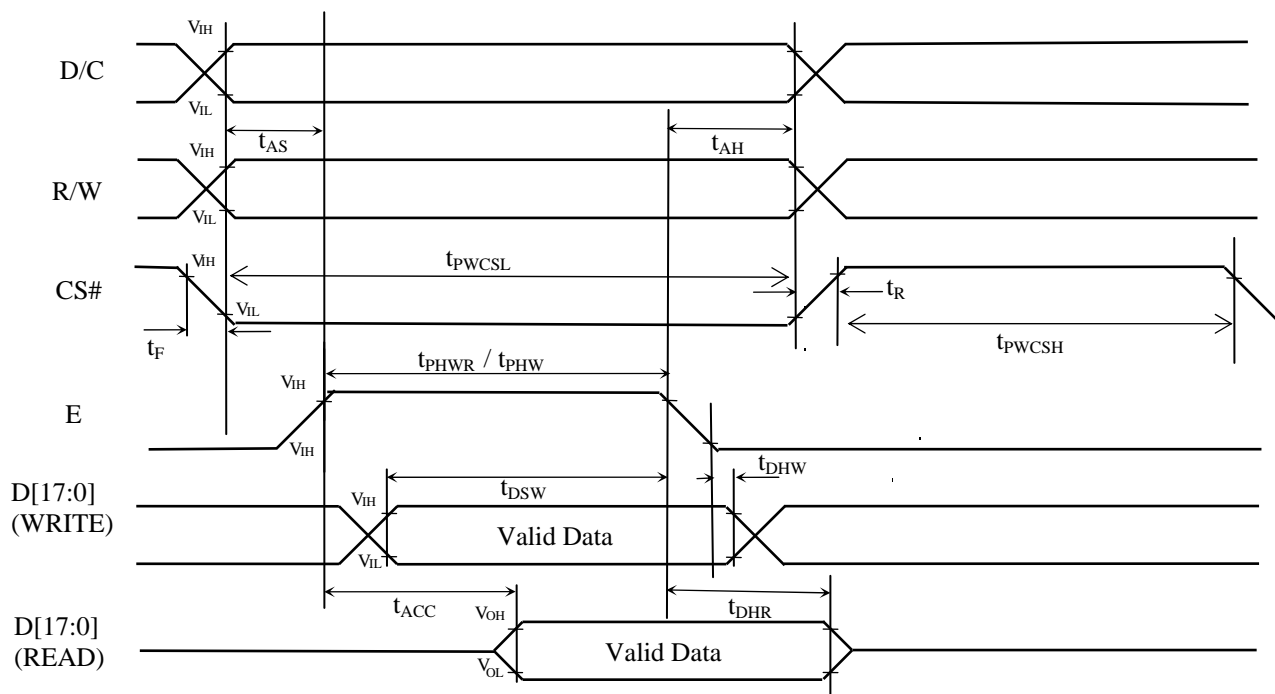 VIH
D/C
VIL
tAS
tAH
VIH
R/W
VIL
VIH
tPWCSL
CS#
VIL
tR
tF
tPWCSH
tPHWR / tPHW
VIH
E
VIH
tDHW
D[17:0]
(WRITE)
VIH
tDSW
Valid Data
VIL
tACC
tDHR
D[17:0]
(READ)
VOH
Valid Data
VOL